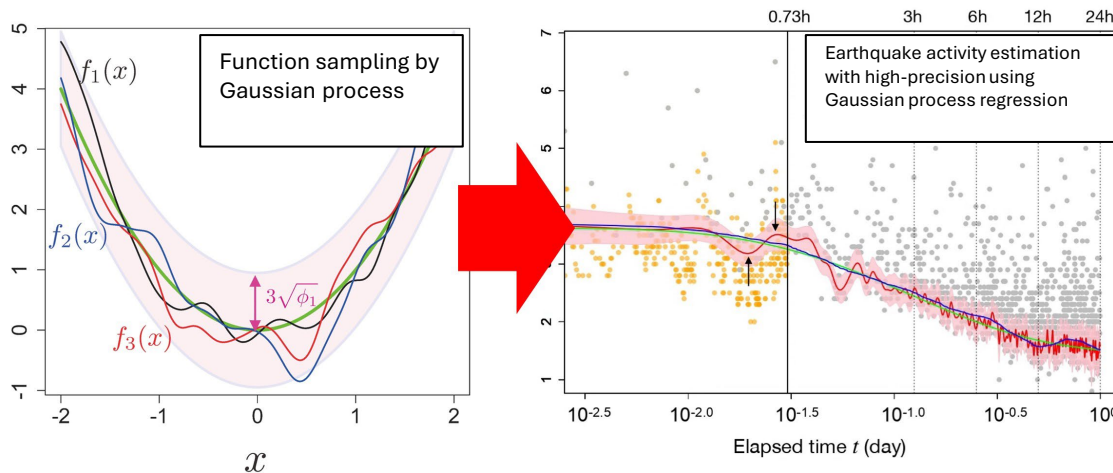 Function sampling by
Gaussian process
5
4
3
2
1
0
-1
f₁(x)
f₂(x)
f₃(x)
3√ϕ₁
-2 -1 0 1 2
x
0.73h 3h 6h 12h 24h
Earthquake activity estimation
with high-precision using
Gaussian process regression
7
6
5
3
2
1
10^-2.5 10^-2.0 10^-1.5 10^-1.0 10^-0.5 10^0
Elapsed time t (day)